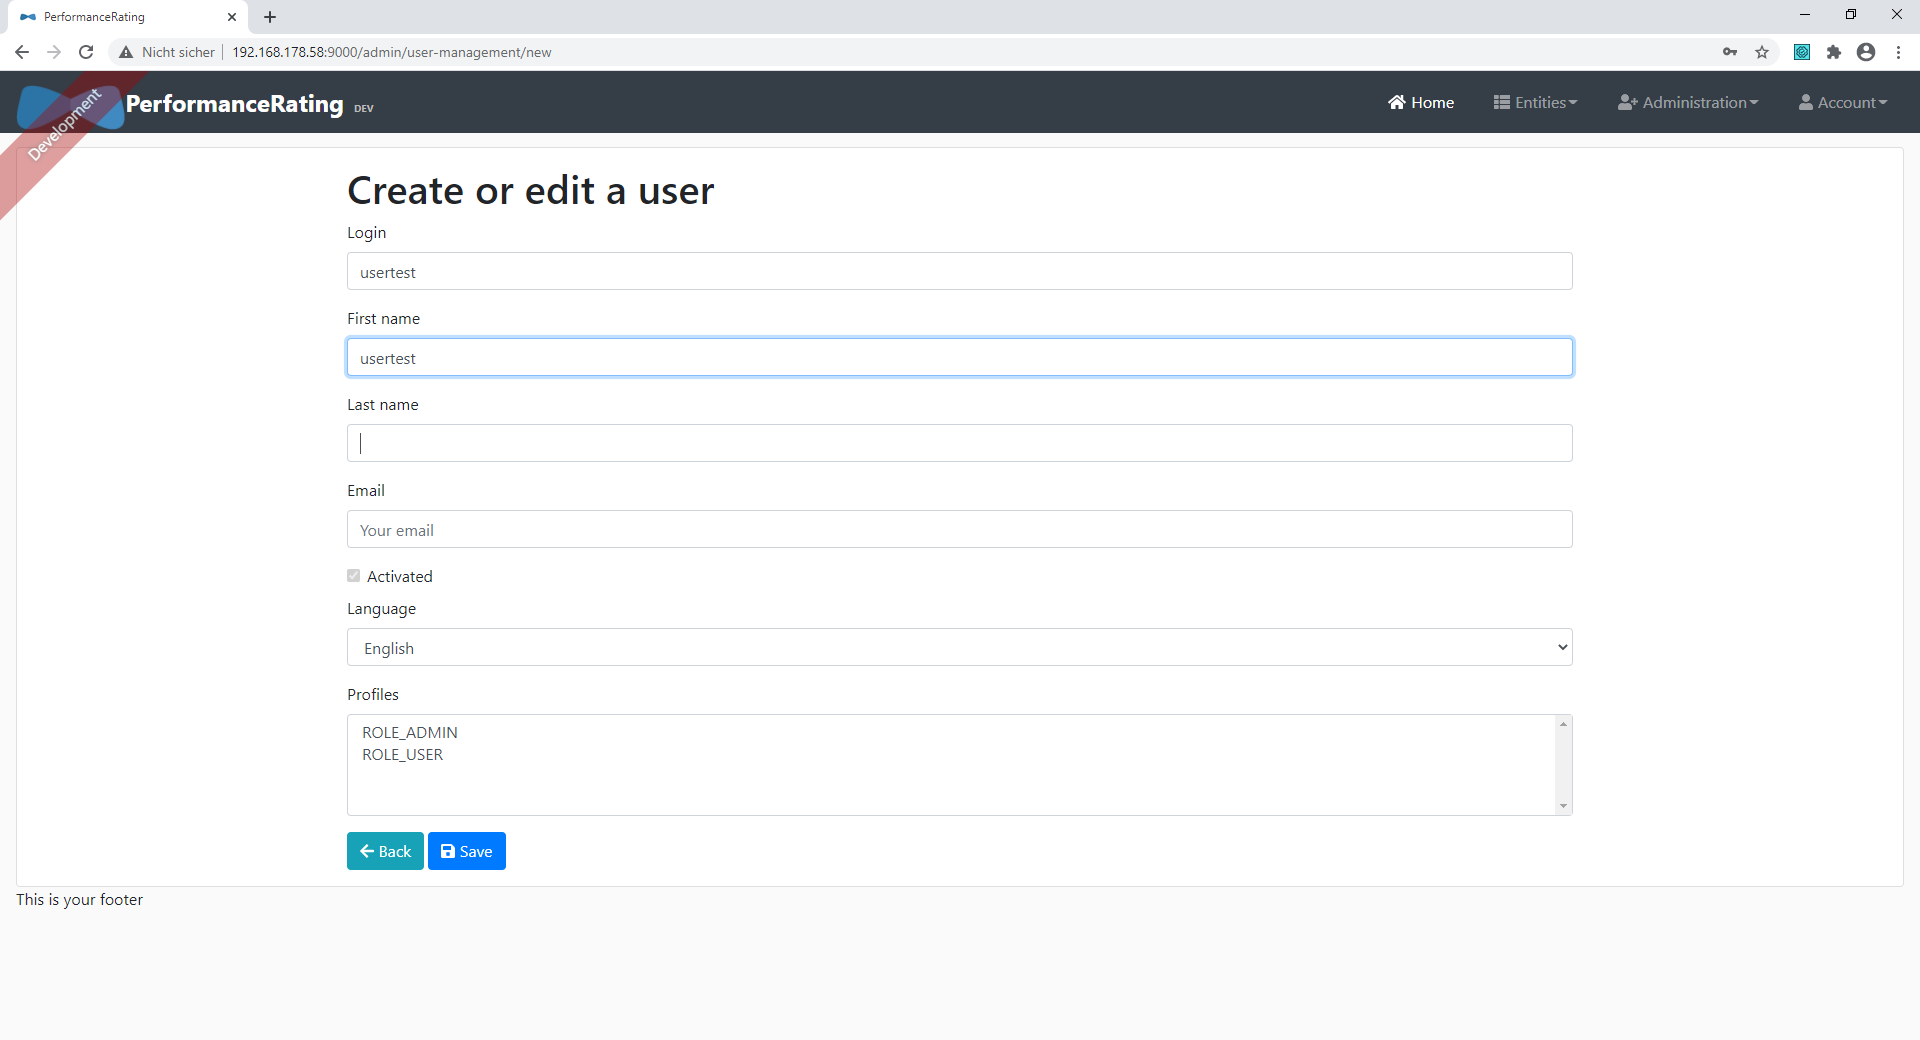 PerformanceRating
Nicht sicher 192.168.178.58:9000/admin/user-management/new
Development
PerformanceRating DEV
Home Entities Administration Account
Create or edit a user
Login
usertest
First name
usertest
Last name
Email
Your email
Activated
Language
English
Profiles
ROLE_ADMIN
ROLE_USER
Back Save
This is your footer